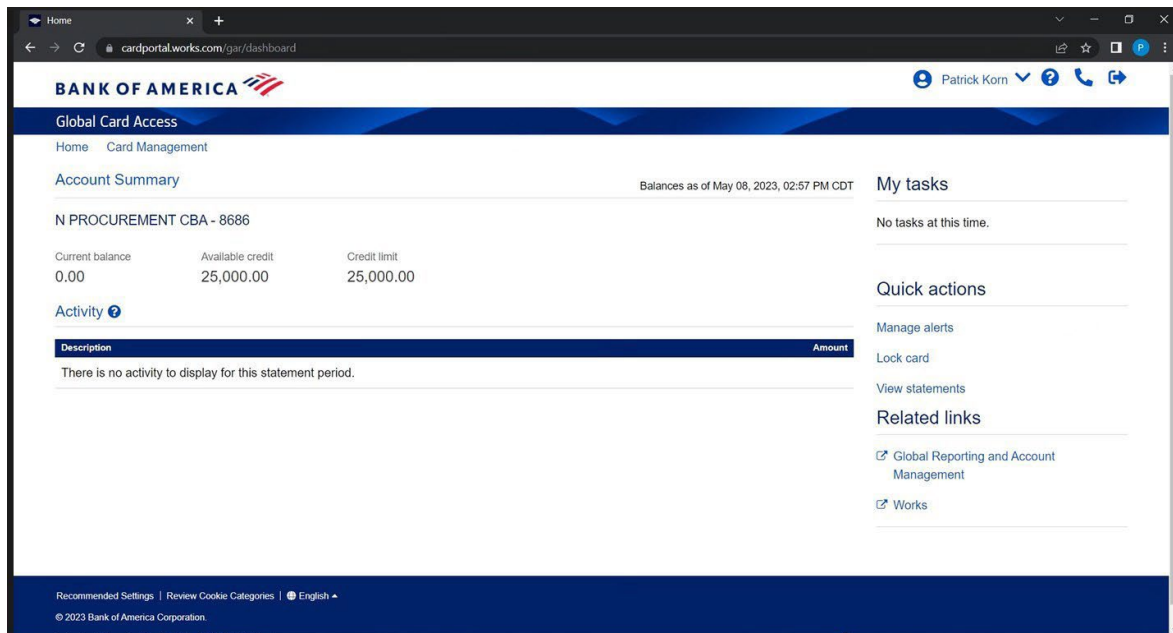 Home
cardportal.works.com/gar/dashboard
P
BANK OF AMERICA
Patrick Korn
Global Card Access
Home Card Management
Account Summary
Balances as of May 08, 2023, 02:57 PM CDT
N PROCUREMENT CBA - 8686
Current balance Available credit Credit limit
0.00 25,000.00 25,000.00
Activity
Description Amount
There is no activity to display for this statement period.
My tasks
No tasks at this time.
Quick actions
Manage alerts
Lock card
View statements
Related links
Global Reporting and Account
Management
Works
Recommended Settings | Review Cookie Categories | English
© 2023 Bank of America Corporation.